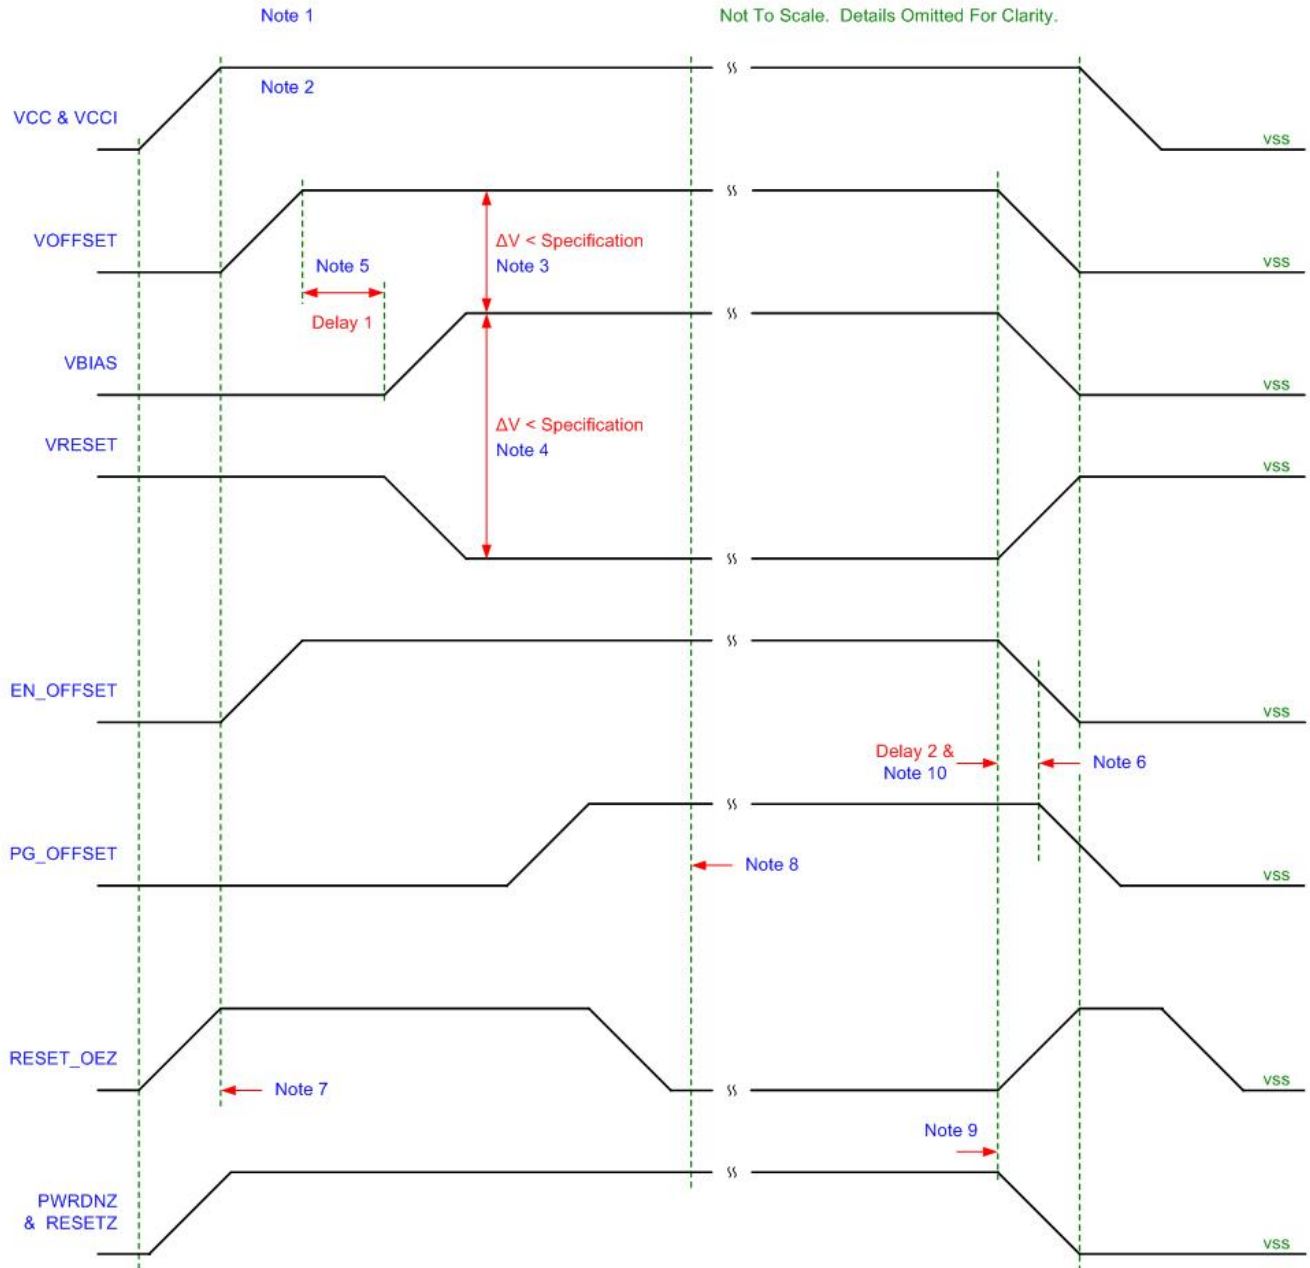 Note 1
Not To Scale. Details Omitted For Clarity.
Note 2
VCC & VCCI
VSS
VOFFSET
ΔV < Specification
Note 3
VSS
Note 5
Delay 1
VBIAS
VSS
VRESET
ΔV < Specification
Note 4
VSS
EN_OFFSET
VSS
Delay 2 &
Note 10
Note 6
PG_OFFSET
Note 8
VSS
RESET_OEZ
Note 7
VSS
Note 9
PWRDNZ
& RESETZ
VSS